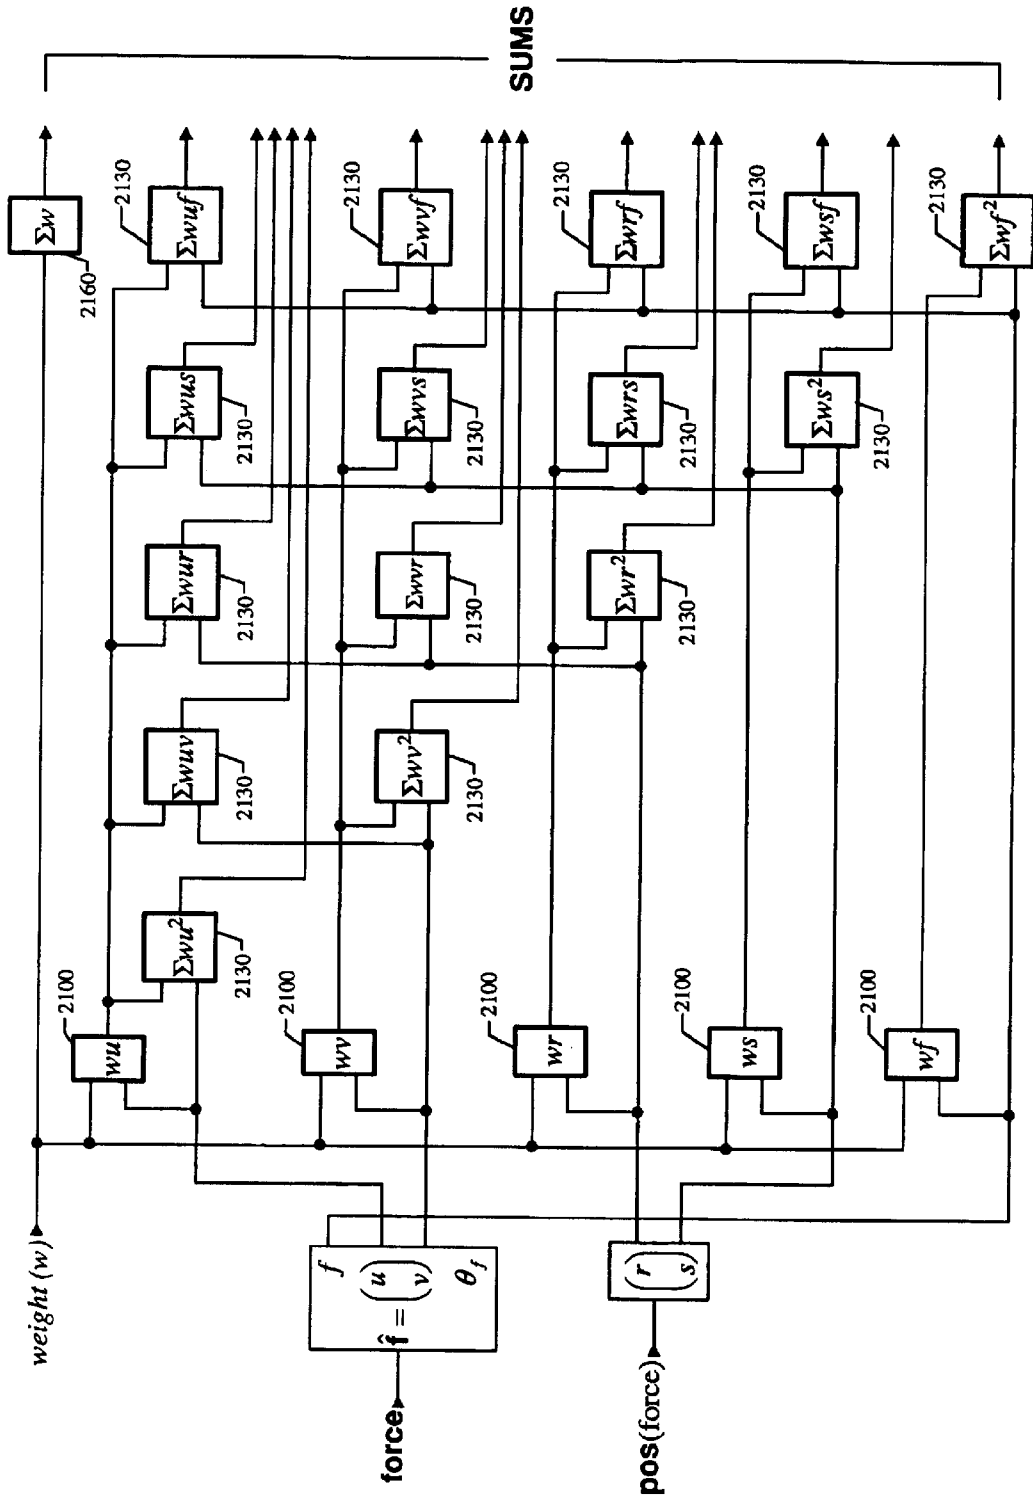 weight (w)
Σw
2160
SUMS
2100
wu
Σwu²
2130
Σwuv
2130
Σwur
2130
Σwus
2130
Σwuf
2130
force
f
f̂ = (u v)
θf
2100
wv
Σwv²
2130
Σwvr
2130
Σwvs
2130
Σwvf
2130
pos(force)
(r s)
2100
wr
Σwr²
2130
Σwrs
2130
Σwrf
2130
2100
ws
Σws²
2130
Σwsf
2130
2100
wf
Σwf²
2130